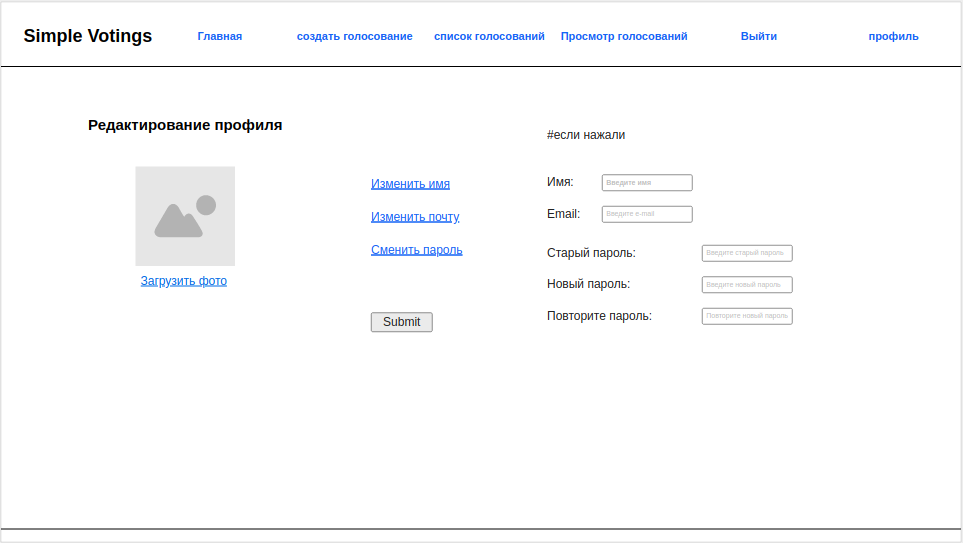 Simple Votings
Главная
создать голосование
список голосований
Просмотр голосований
Выйти
профиль
Редактирование профиля
Загрузить фото
Изменить имя
Изменить почту
Сменить пароль
Submit
#если нажали
Имя: Введите имя
Email: Введите e-mail
Старый пароль: Введите старый пароль
Новый пароль: Введите новый пароль
Повторите пароль: Повторите новый пароль